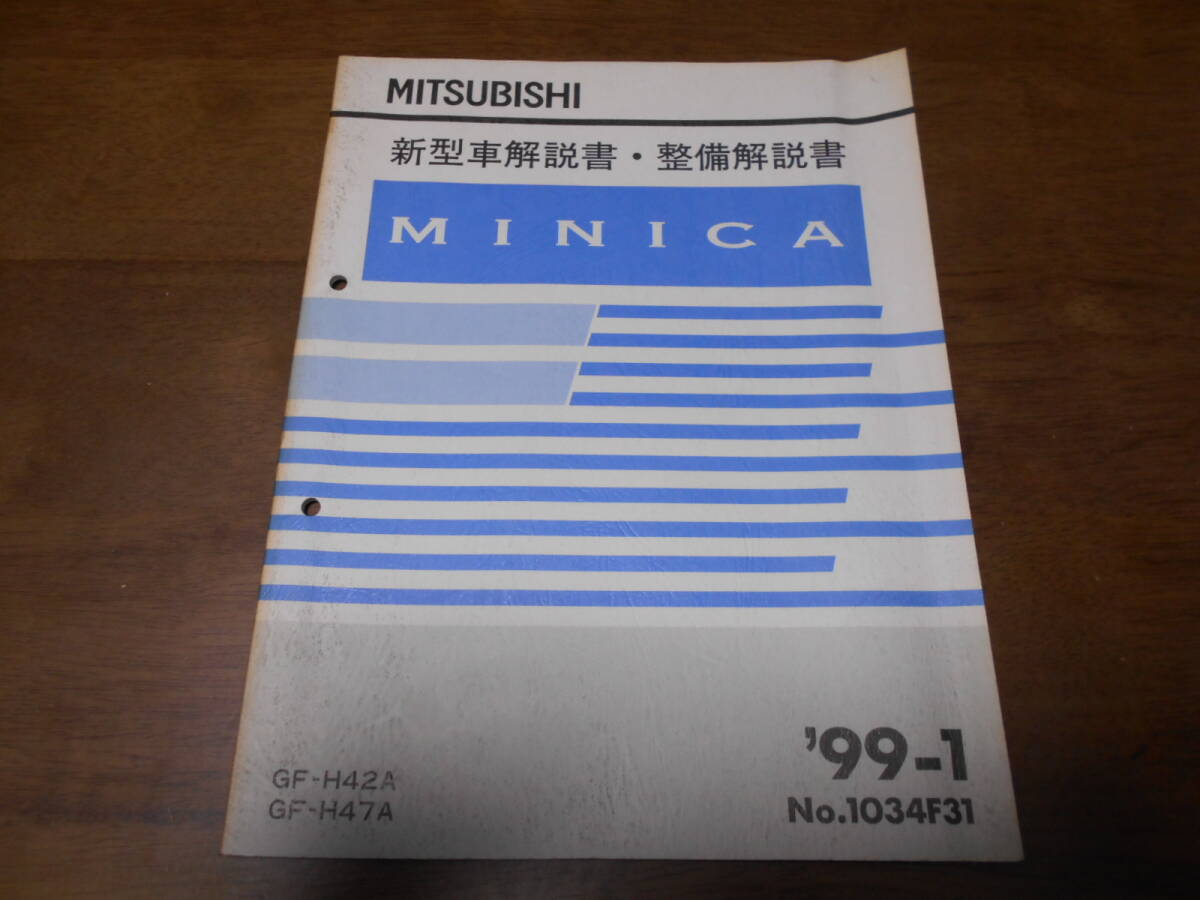 MITSUBISHI
新型車解説書・整備解説書
MINICA
'99-1
GF-H42A
GF-H47A
No.1034F31